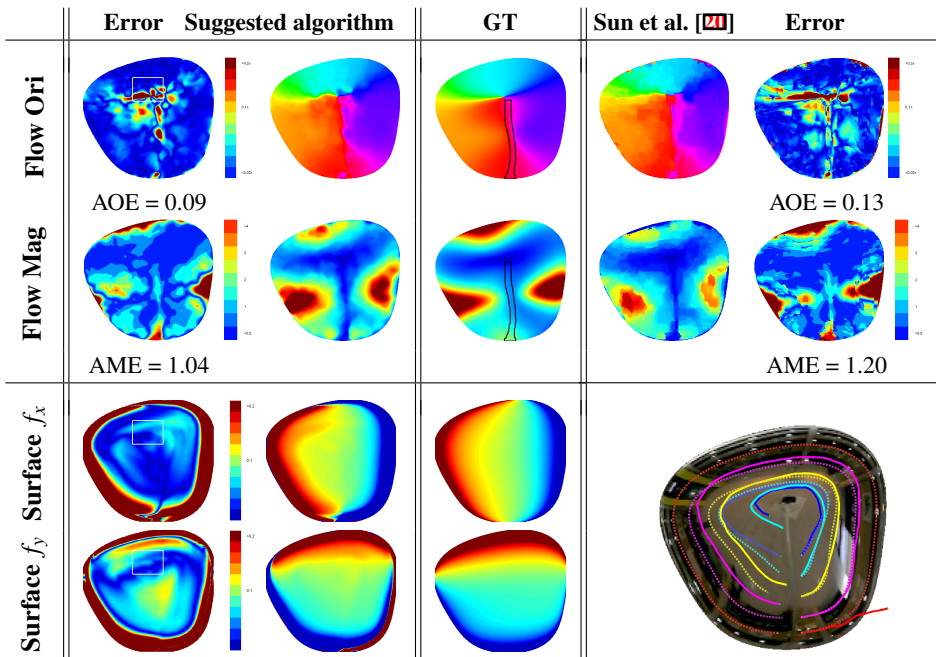 Error Suggested algorithm GT Sun et al. [20] Error
Flow Ori
AOE = 0.09 AOE = 0.13
Flow Mag
AME = 1.04 AME = 1.20
Surface fx
Surface fy